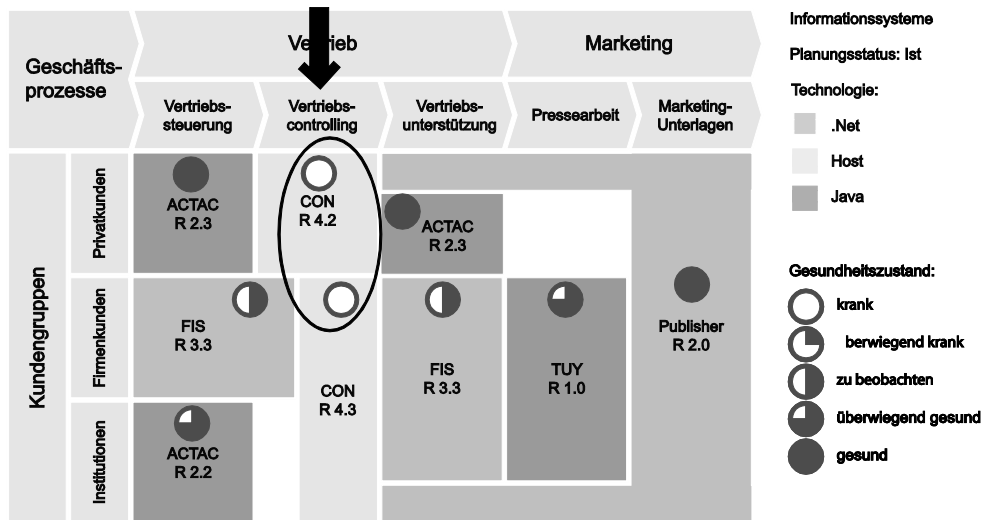 Geschäfts-
prozesse
Vertrieb
Marketing
Vertriebs-
steuerung
Vertriebs-
controlling
Vertriebs-
unterstützung
Pressearbeit
Marketing-
Unterlagen
Kundengruppen
Privatkunden
ACTAC
R 2.3
CON
R 4.2
ACTAC
R 2.3
Firmenkunden
FIS
R 3.3
CON
R 4.3
FIS
R 3.3
TUY
R 1.0
Publisher
R 2.0
Institutionen
ACTAC
R 2.2
Informationssysteme
Planungsstatus: Ist
Technologie:
.Net
Host
Java
Gesundheitszustand:
krank
berwiegend krank
zu beobachten
überwiegend gesund
gesund